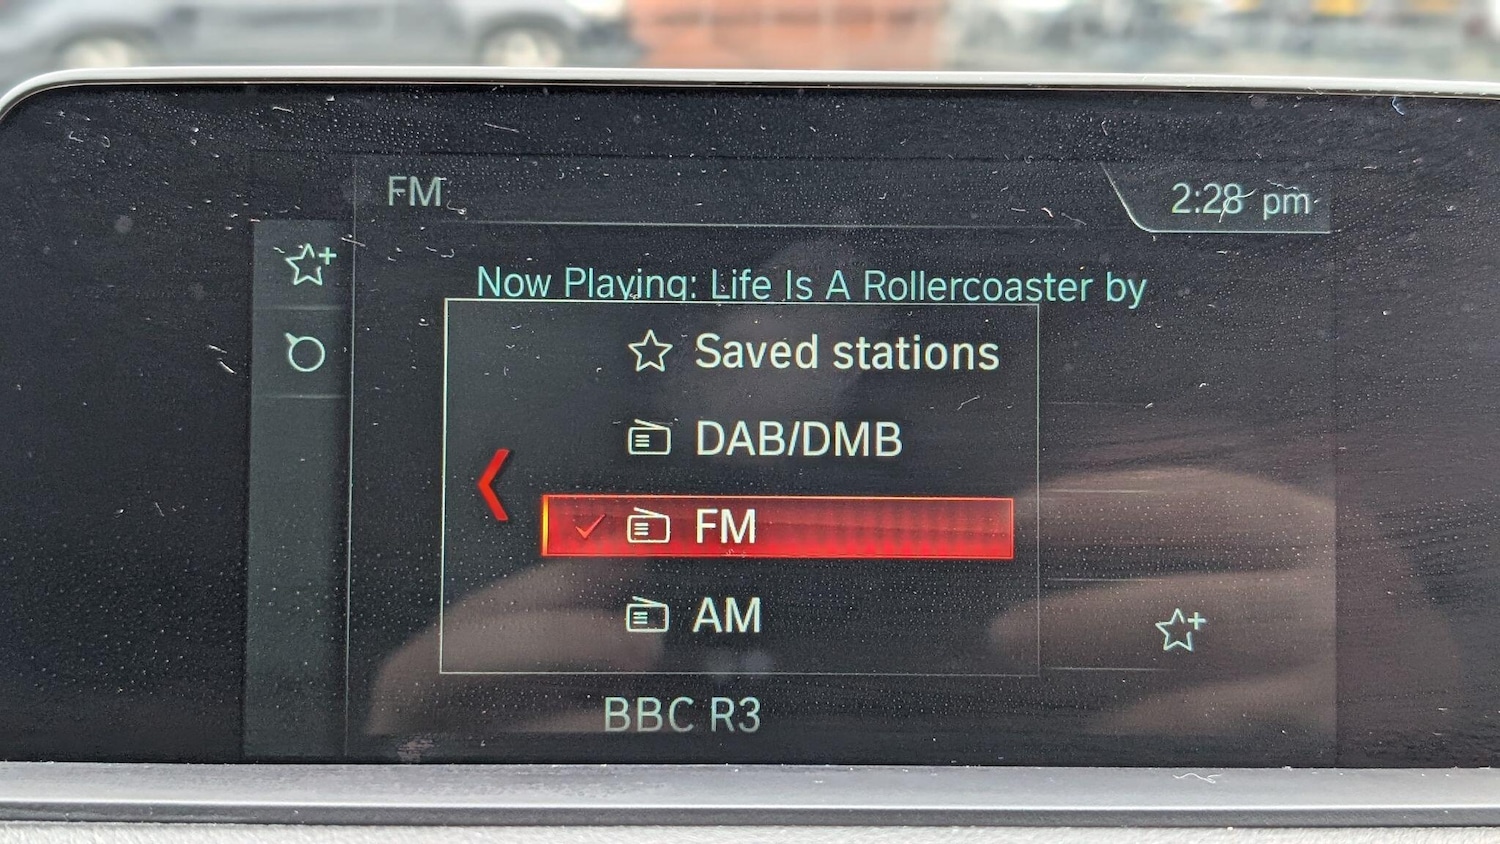 FM
2:28 pm
Now Playing: Life Is A Rollercoaster by
Saved stations
DAB/DMB
FM
AM
BBC R3